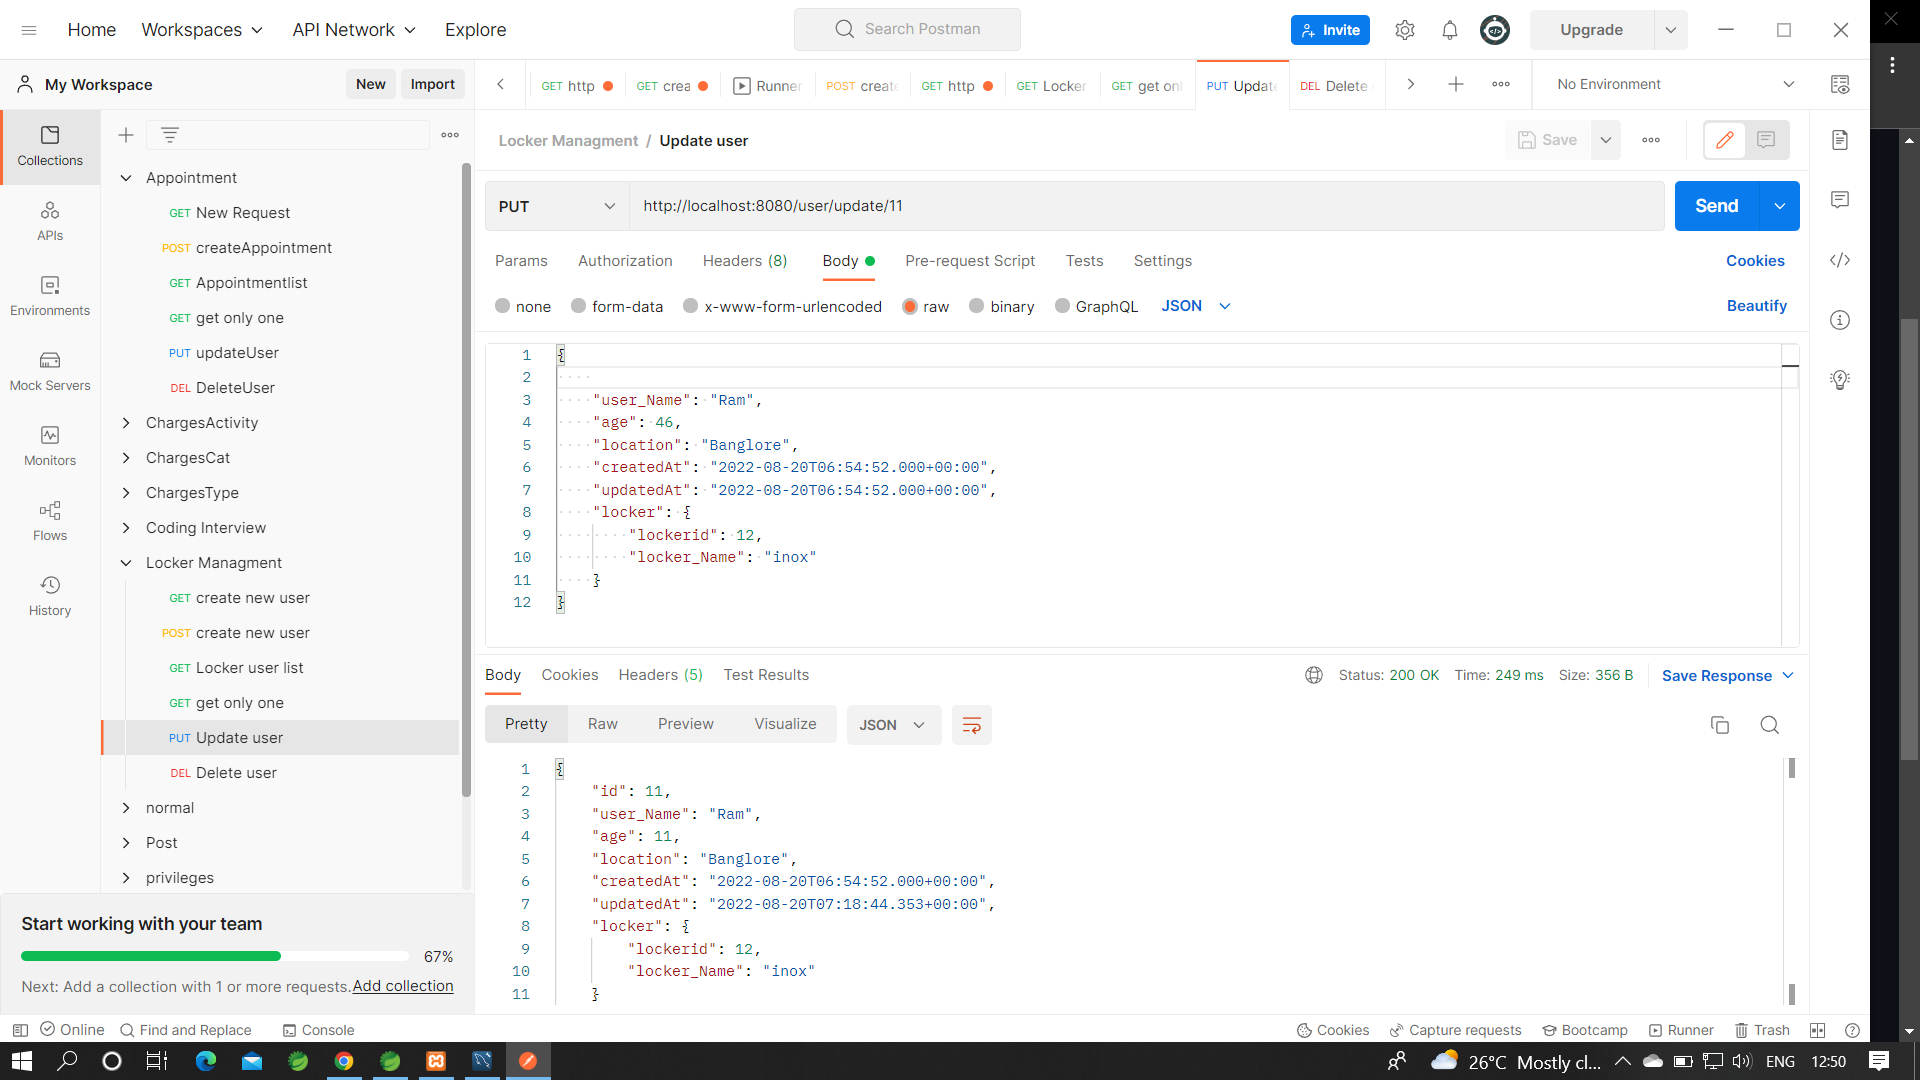 Home Workspaces API Network Explore Search Postman Invite Upgrade
My Workspace New Import GET http GET crea Runner POST create GET http GET Locker GET get onl PUT Update DEL Delete No Environment
Collections
APIs
Environments
Mock Servers
Monitors
Flows
History
Appointment
GET New Request
POST createAppointment
GET Appointmentlist
GET get only one
PUT updateUser
DEL DeleteUser
ChargesActivity
ChargesCat
ChargesType
Coding Interview
Locker Managment
GET create new user
POST create new user
GET Locker user list
GET get only one
PUT Update user
DEL Delete user
normal
Post
privileges
Start working with your team
67%
Next: Add a collection with 1 or more requests. Add collection
Locker Managment / Update user Save
PUT http://localhost:8080/user/update/11 Send
Params Authorization Headers (8) Body Pre-request Script Tests Settings Cookies
none form-data x-www-form-urlencoded raw binary GraphQL JSON Beautify
1 {
2
3 "user_Name": "Ram",
4 "age": 46,
5 "location": "Banglore",
6 "createdAt": "2022-08-20T06:54:52.000+00:00",
7 "updatedAt": "2022-08-20T06:54:52.000+00:00",
8 "locker": {
9 "lockerid": 12,
10 "locker_Name": "inox"
11 }
12 }
Body Cookies Headers (5) Test Results Status: 200 OK Time: 249 ms Size: 356 B Save Response
Pretty Raw Preview Visualize JSON
1 {
2 "id": 11,
3 "user_Name": "Ram",
4 "age": 11,
5 "location": "Banglore",
6 "createdAt": "2022-08-20T06:54:52.000+00:00",
7 "updatedAt": "2022-08-20T07:18:44.353+00:00",
8 "locker": {
9 "lockerid": 12,
10 "locker_Name": "inox"
11 }
Online Find and Replace Console Cookies Capture requests Bootcamp Runner Trash
26°C Mostly cl... ENG 12:50